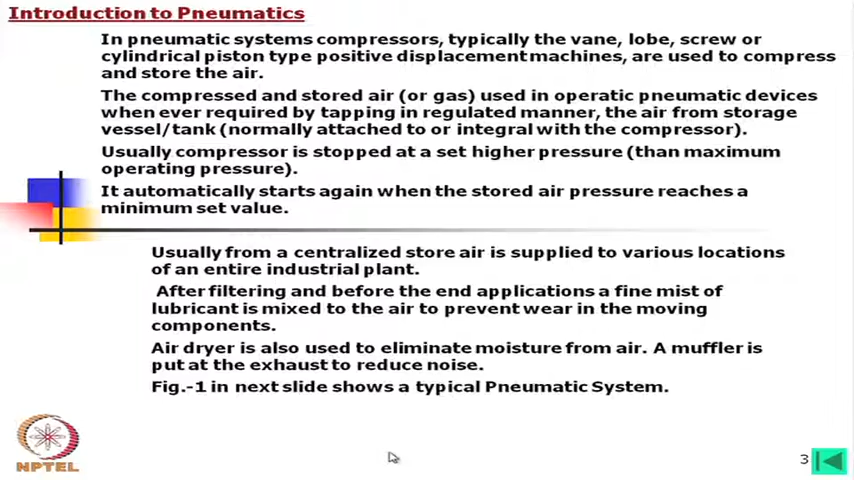 Introduction to Pneumatics
In pneumatic systems compressors, typically the vane, lobe, screw or
cylindrical piston type positive displacement machines, are used to compress
and store the air.
The compressed and stored air (or gas) used in operatic pneumatic devices
when ever required by tapping in regulated manner, the air from storage
vessel/tank (normally attached to or integral with the compressor).
Usually compressor is stopped at a set higher pressure (than maximum
operating pressure).
It automatically starts again when the stored air pressure reaches a
minimum set value.
Usually from a centralized store air is supplied to various locations
of an entire industrial plant.
After filtering and before the end applications a fine mist of
lubricant is mixed to the air to prevent wear in the moving
components.
Air dryer is also used to eliminate moisture from air. A muffler is
put at the exhaust to reduce noise.
Fig.-1 in next slide shows a typical Pneumatic System.
NPTEL
3